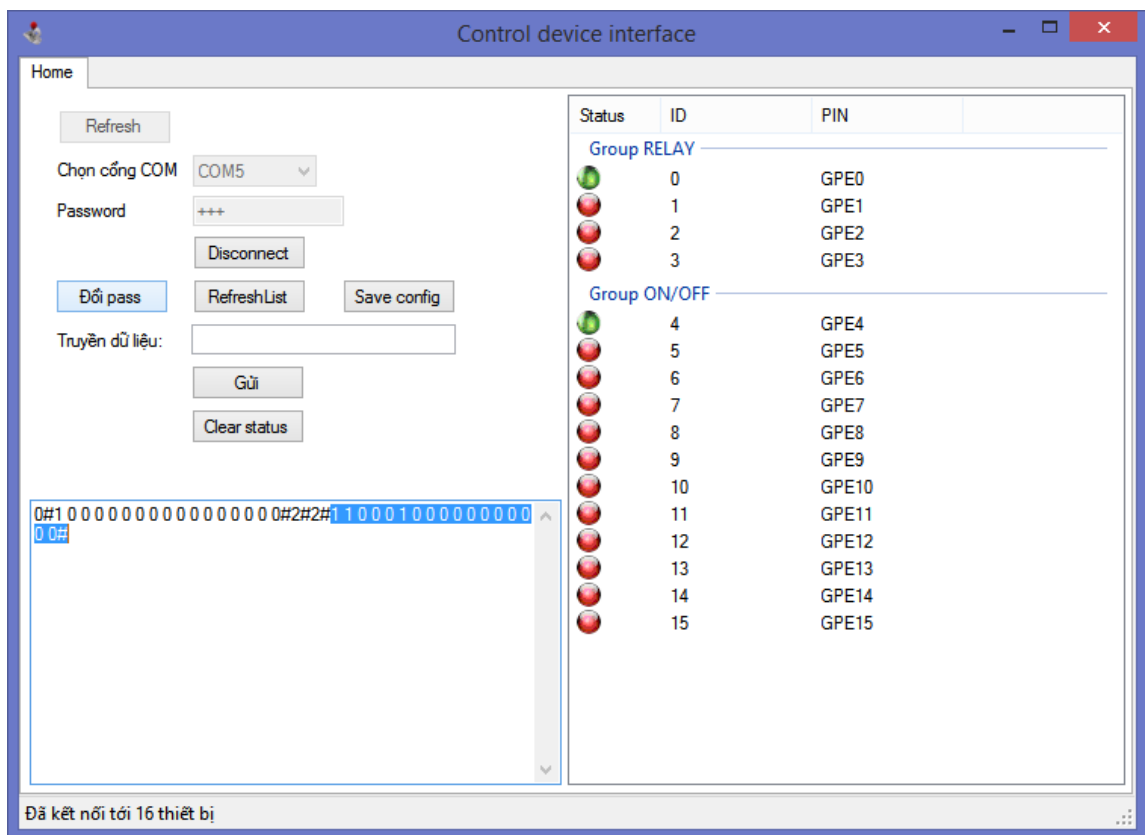 Control device interface
Home
Refresh
Chọn cổng COM COM5
Password +++
Disconnect
Đổi pass RefreshList Save config
Truyền dữ liệu:
Gửi
Clear status
0#1 0 0 0 0 0 0 0 0 0 0 0 0 0 0 0 0#2#2#1 1 0 0 0 1 0 0 0 0 0 0 0 0 0
0 0#
Status ID PIN
Group RELAY
0 GPE0
1 GPE1
2 GPE2
3 GPE3
Group ON/OFF
4 GPE4
5 GPE5
6 GPE6
7 GPE7
8 GPE8
9 GPE9
10 GPE10
11 GPE11
12 GPE12
13 GPE13
14 GPE14
15 GPE15
Đã kết nối tới 16 thiết bị